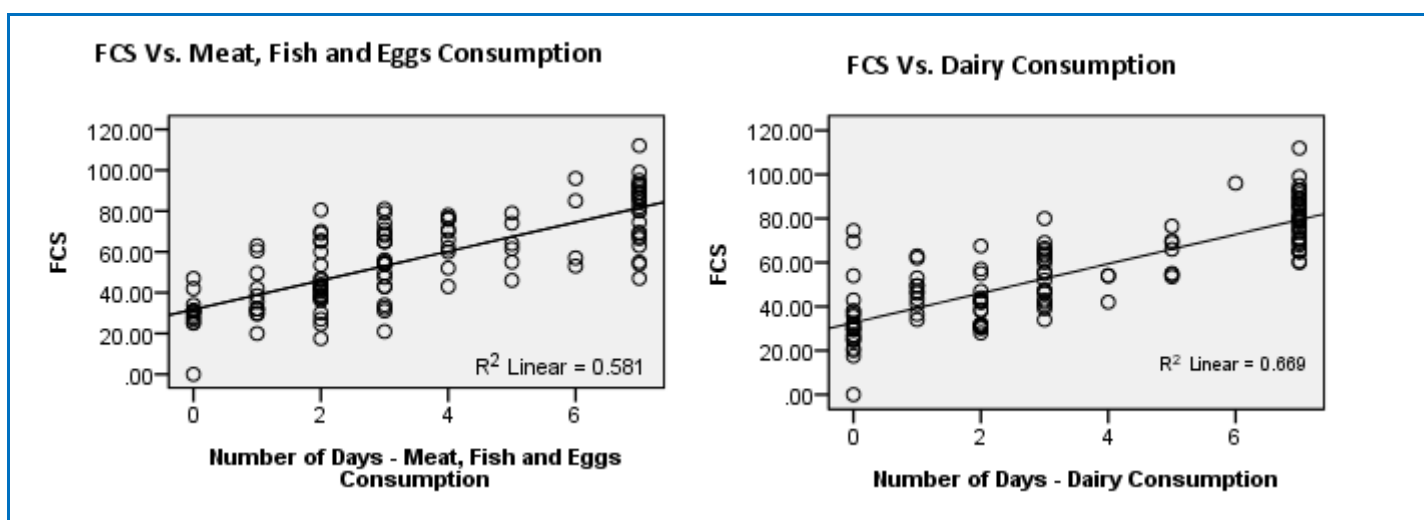 FCS Vs. Meat, Fish and Eggs Consumption
120.00
100.00
80.00
60.00
40.00
20.00
.00
FCS
0
2
4
6
R² Linear = 0.581
Number of Days - Meat, Fish and Eggs
Consumption
FCS Vs. Dairy Consumption
120.00
100.00
80.00
60.00
40.00
20.00
.00
FCS
0
2
4
6
R² Linear = 0.669
Number of Days - Dairy Consumption